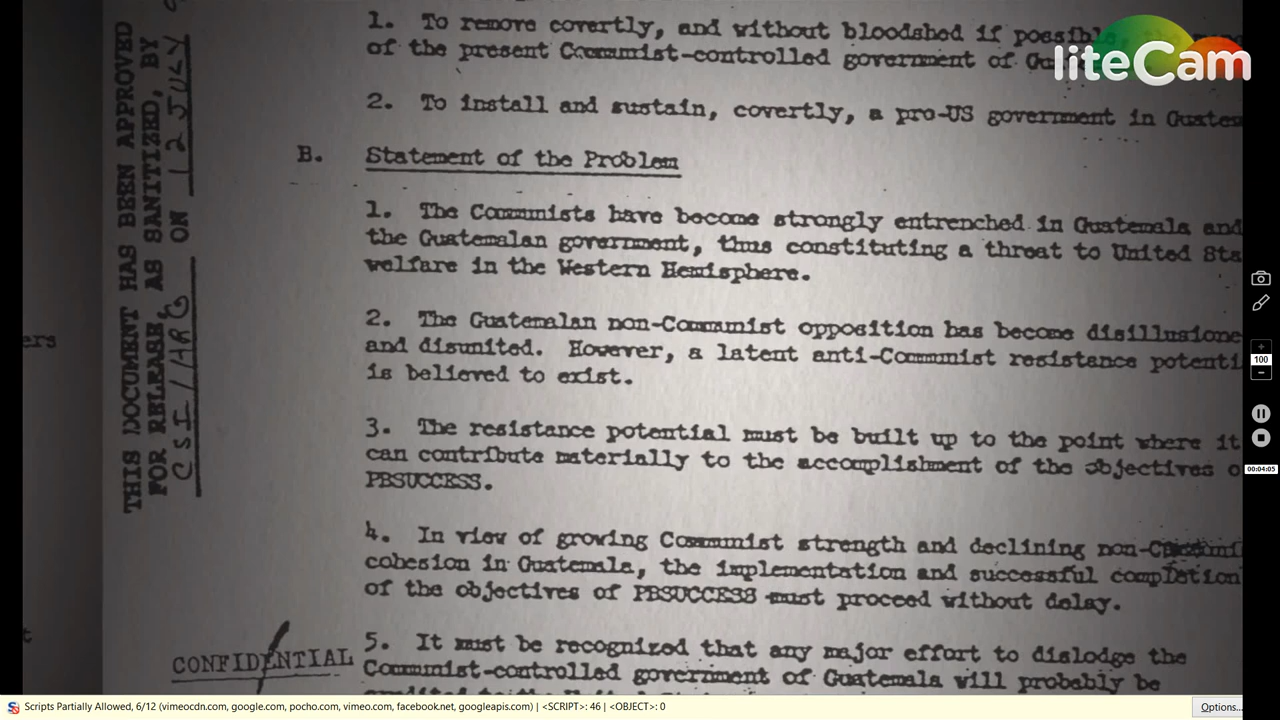 1. To remove covertly, and without bloodshed if possible,
of the present Communist-controlled government of
2. To install and sustain, covertly, a pro-US government in Guatem
B. Statement of the Problem
1. The Communists have become strongly entrenched in Guatemala and
the Guatemalan government, thus constituting a threat to United Sta
welfare in the Western Hemisphere.
2. The Guatemalan non-Communist opposition has become disillusione
and disunited. However, a latent anti-Communist resistance potenti
is believed to exist.
3. The resistance potential must be built up to the point where it
can contribute materially to the accomplishment of the objectives o
PBSUCCESS.
4. In view of growing Communist strength and declining
cohesion in Guatemala, the implementation and successful completion
of the objectives of PBSUCCESS must proceed without delay.
5. It must be recognized that any major effort to dislodge the
Communist-controlled government of Guatemala will probably be
CONFIDENTIAL
THIS DOCUMENT HAS BEEN APPROVED
FOR RELEASE AS SANITIZED, BY
CSI/HRG ON 12 JULY
ers
t
liteCam
+
100
-
00:04:05
Scripts Partially Allowed, 6/12 (vimeocdn.com, google.com, pocho.com, vimeo.com, facebook.net, googleapis.com) | <SCRIPT>: 46 | <OBJECT>: 0
Options...